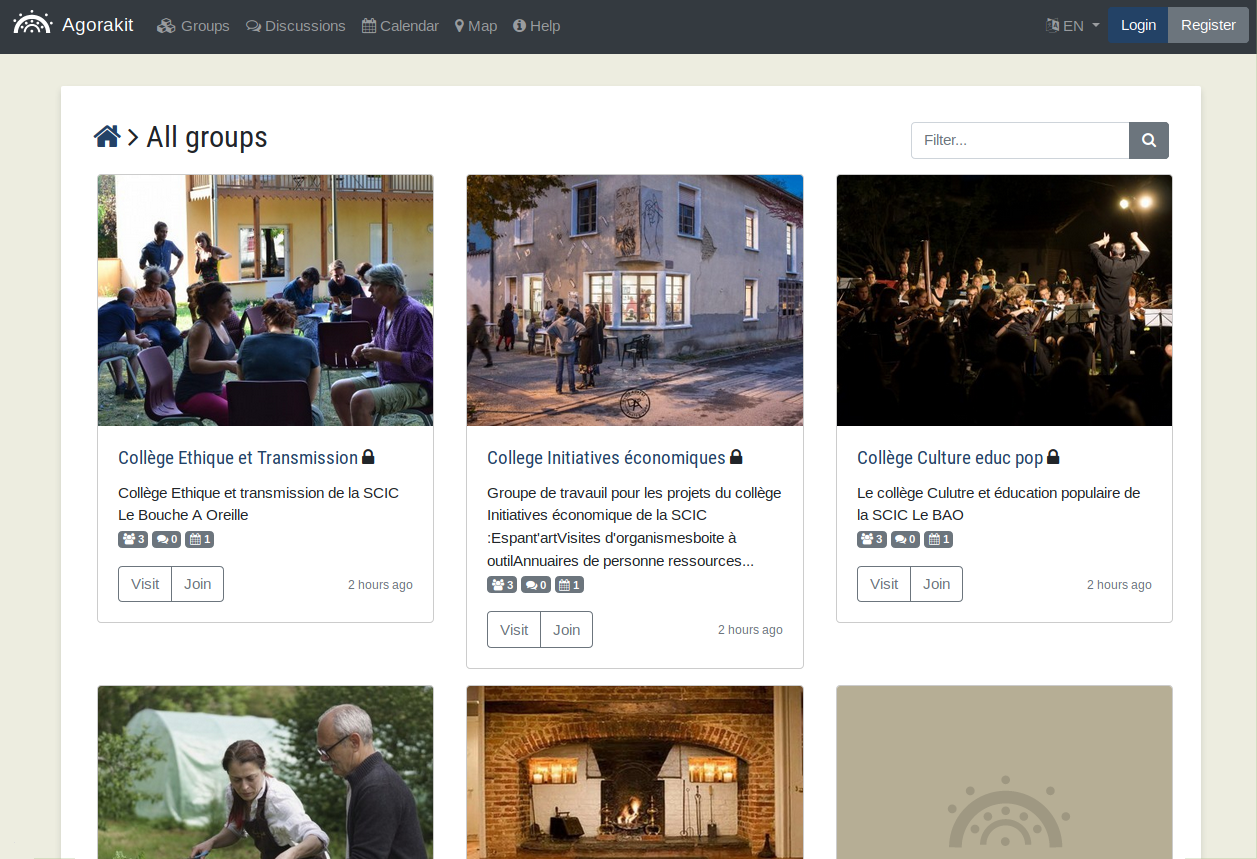 Agorakit Groups Discussions Calendar Map Help EN Login Register
All groups
Filter...
Collège Ethique et Transmission
Collège Ethique et transmission de la SCIC
Le Bouche A Oreille
3 0 1
Visit Join 2 hours ago
College Initiatives économiques
Groupe de travauil pour les projets du collège
Initiatives économique de la SCIC
:Espant'artVisites d'organismesboite à
outilAnnuaires de personne ressources...
3 0 1
Visit Join 2 hours ago
Collège Culture educ pop
Le collège Culutre et éducation populaire de
la SCIC Le BAO
3 0 1
Visit Join 2 hours ago